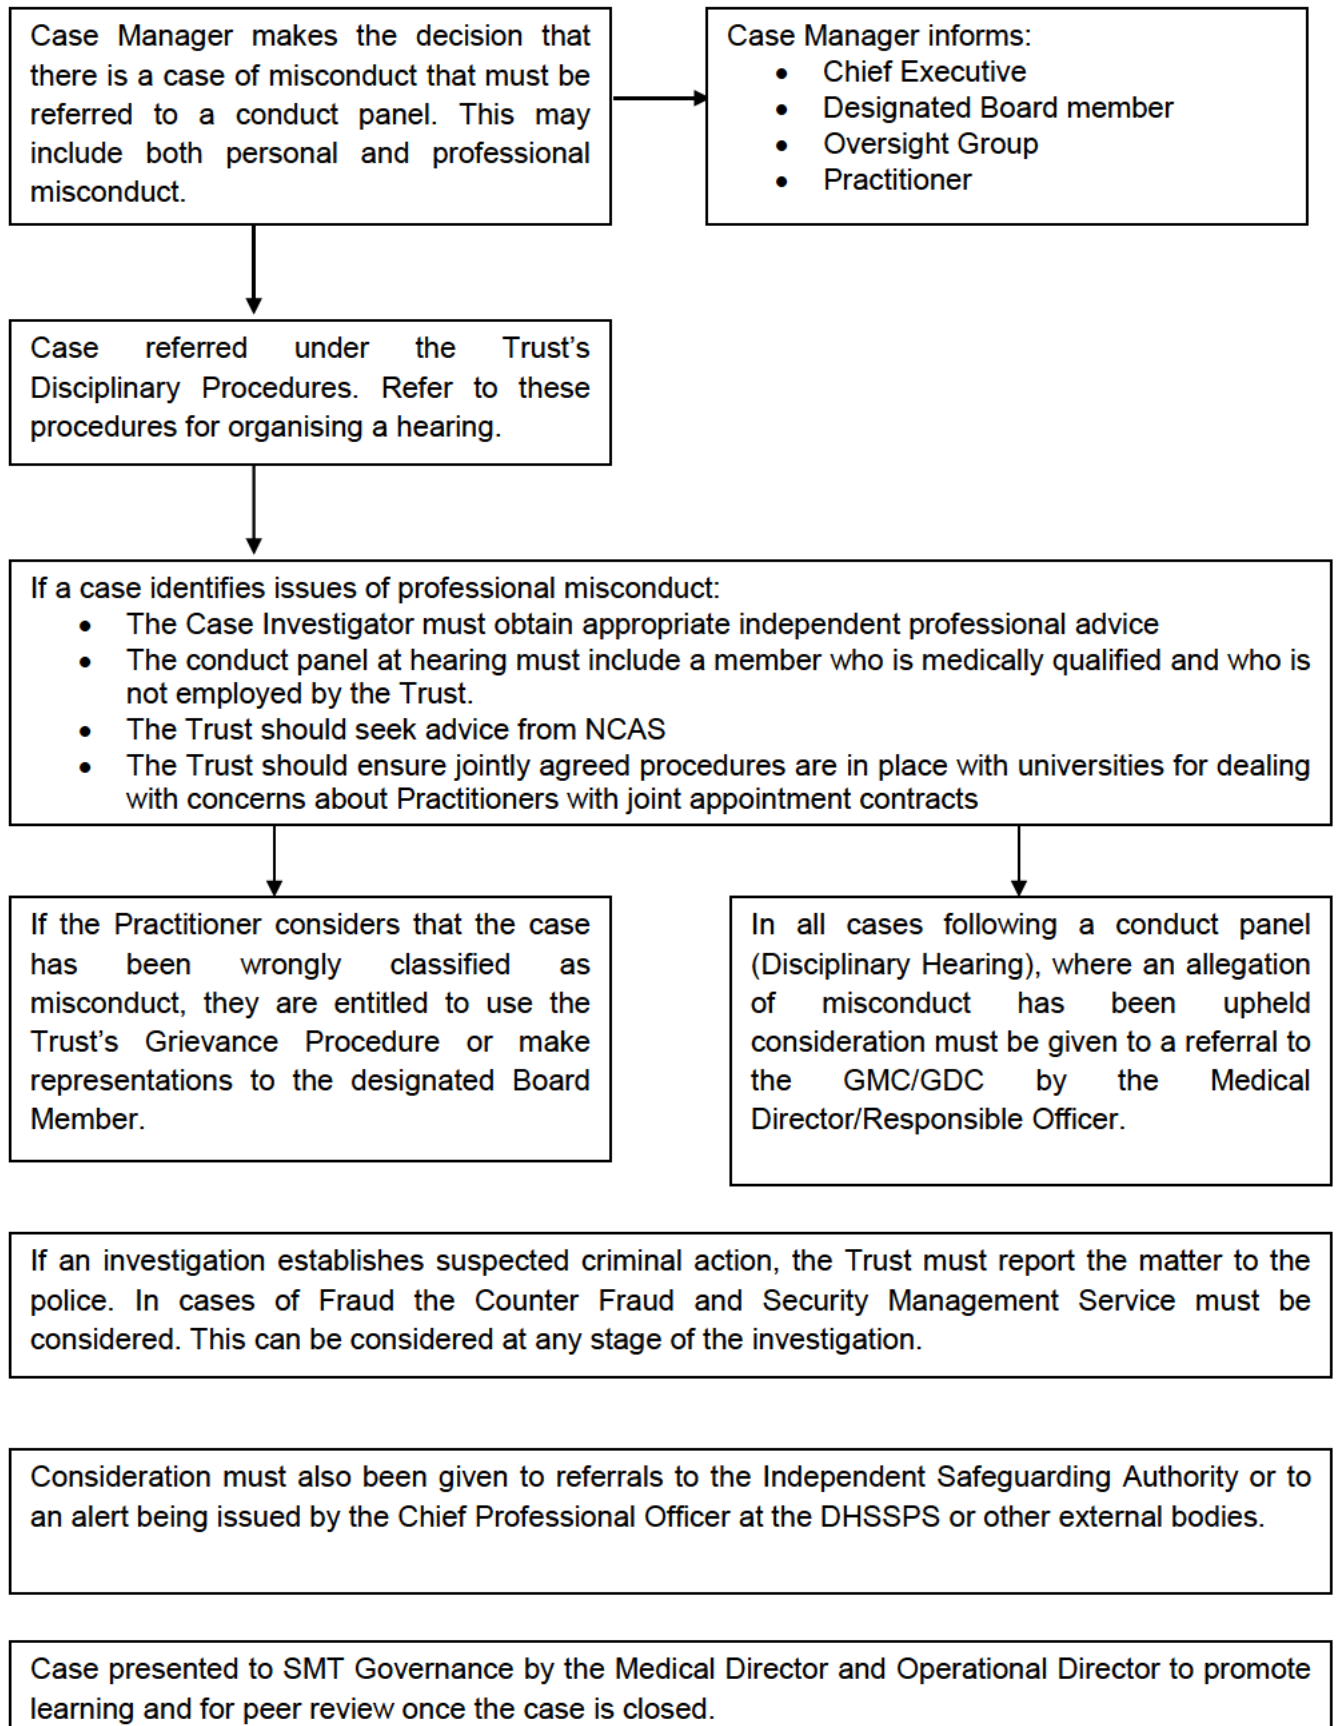 Case Manager makes the decision that
there is a case of misconduct that must be
referred to a conduct panel. This may
include both personal and professional
misconduct.
Case Manager informs:
• Chief Executive
• Designated Board member
• Oversight Group
• Practitioner
Case referred under the Trust’s
Disciplinary Procedures. Refer to these
procedures for organising a hearing.
If a case identifies issues of professional misconduct:
• The Case Investigator must obtain appropriate independent professional advice
• The conduct panel at hearing must include a member who is medically qualified and who is
not employed by the Trust.
• The Trust should seek advice from NCAS
• The Trust should ensure jointly agreed procedures are in place with universities for dealing
with concerns about Practitioners with joint appointment contracts
If the Practitioner considers that the case
has been wrongly classified as
misconduct, they are entitled to use the
Trust’s Grievance Procedure or make
representations to the designated Board
Member.
In all cases following a conduct panel
(Disciplinary Hearing), where an allegation
of misconduct has been upheld
consideration must be given to a referral to
the GMC/GDC by the Medical
Director/Responsible Officer.
If an investigation establishes suspected criminal action, the Trust must report the matter to the
police. In cases of Fraud the Counter Fraud and Security Management Service must be
considered. This can be considered at any stage of the investigation.
Consideration must also been given to referrals to the Independent Safeguarding Authority or to
an alert being issued by the Chief Professional Officer at the DHSSPS or other external bodies.
Case presented to SMT Governance by the Medical Director and Operational Director to promote
learning and for peer review once the case is closed.